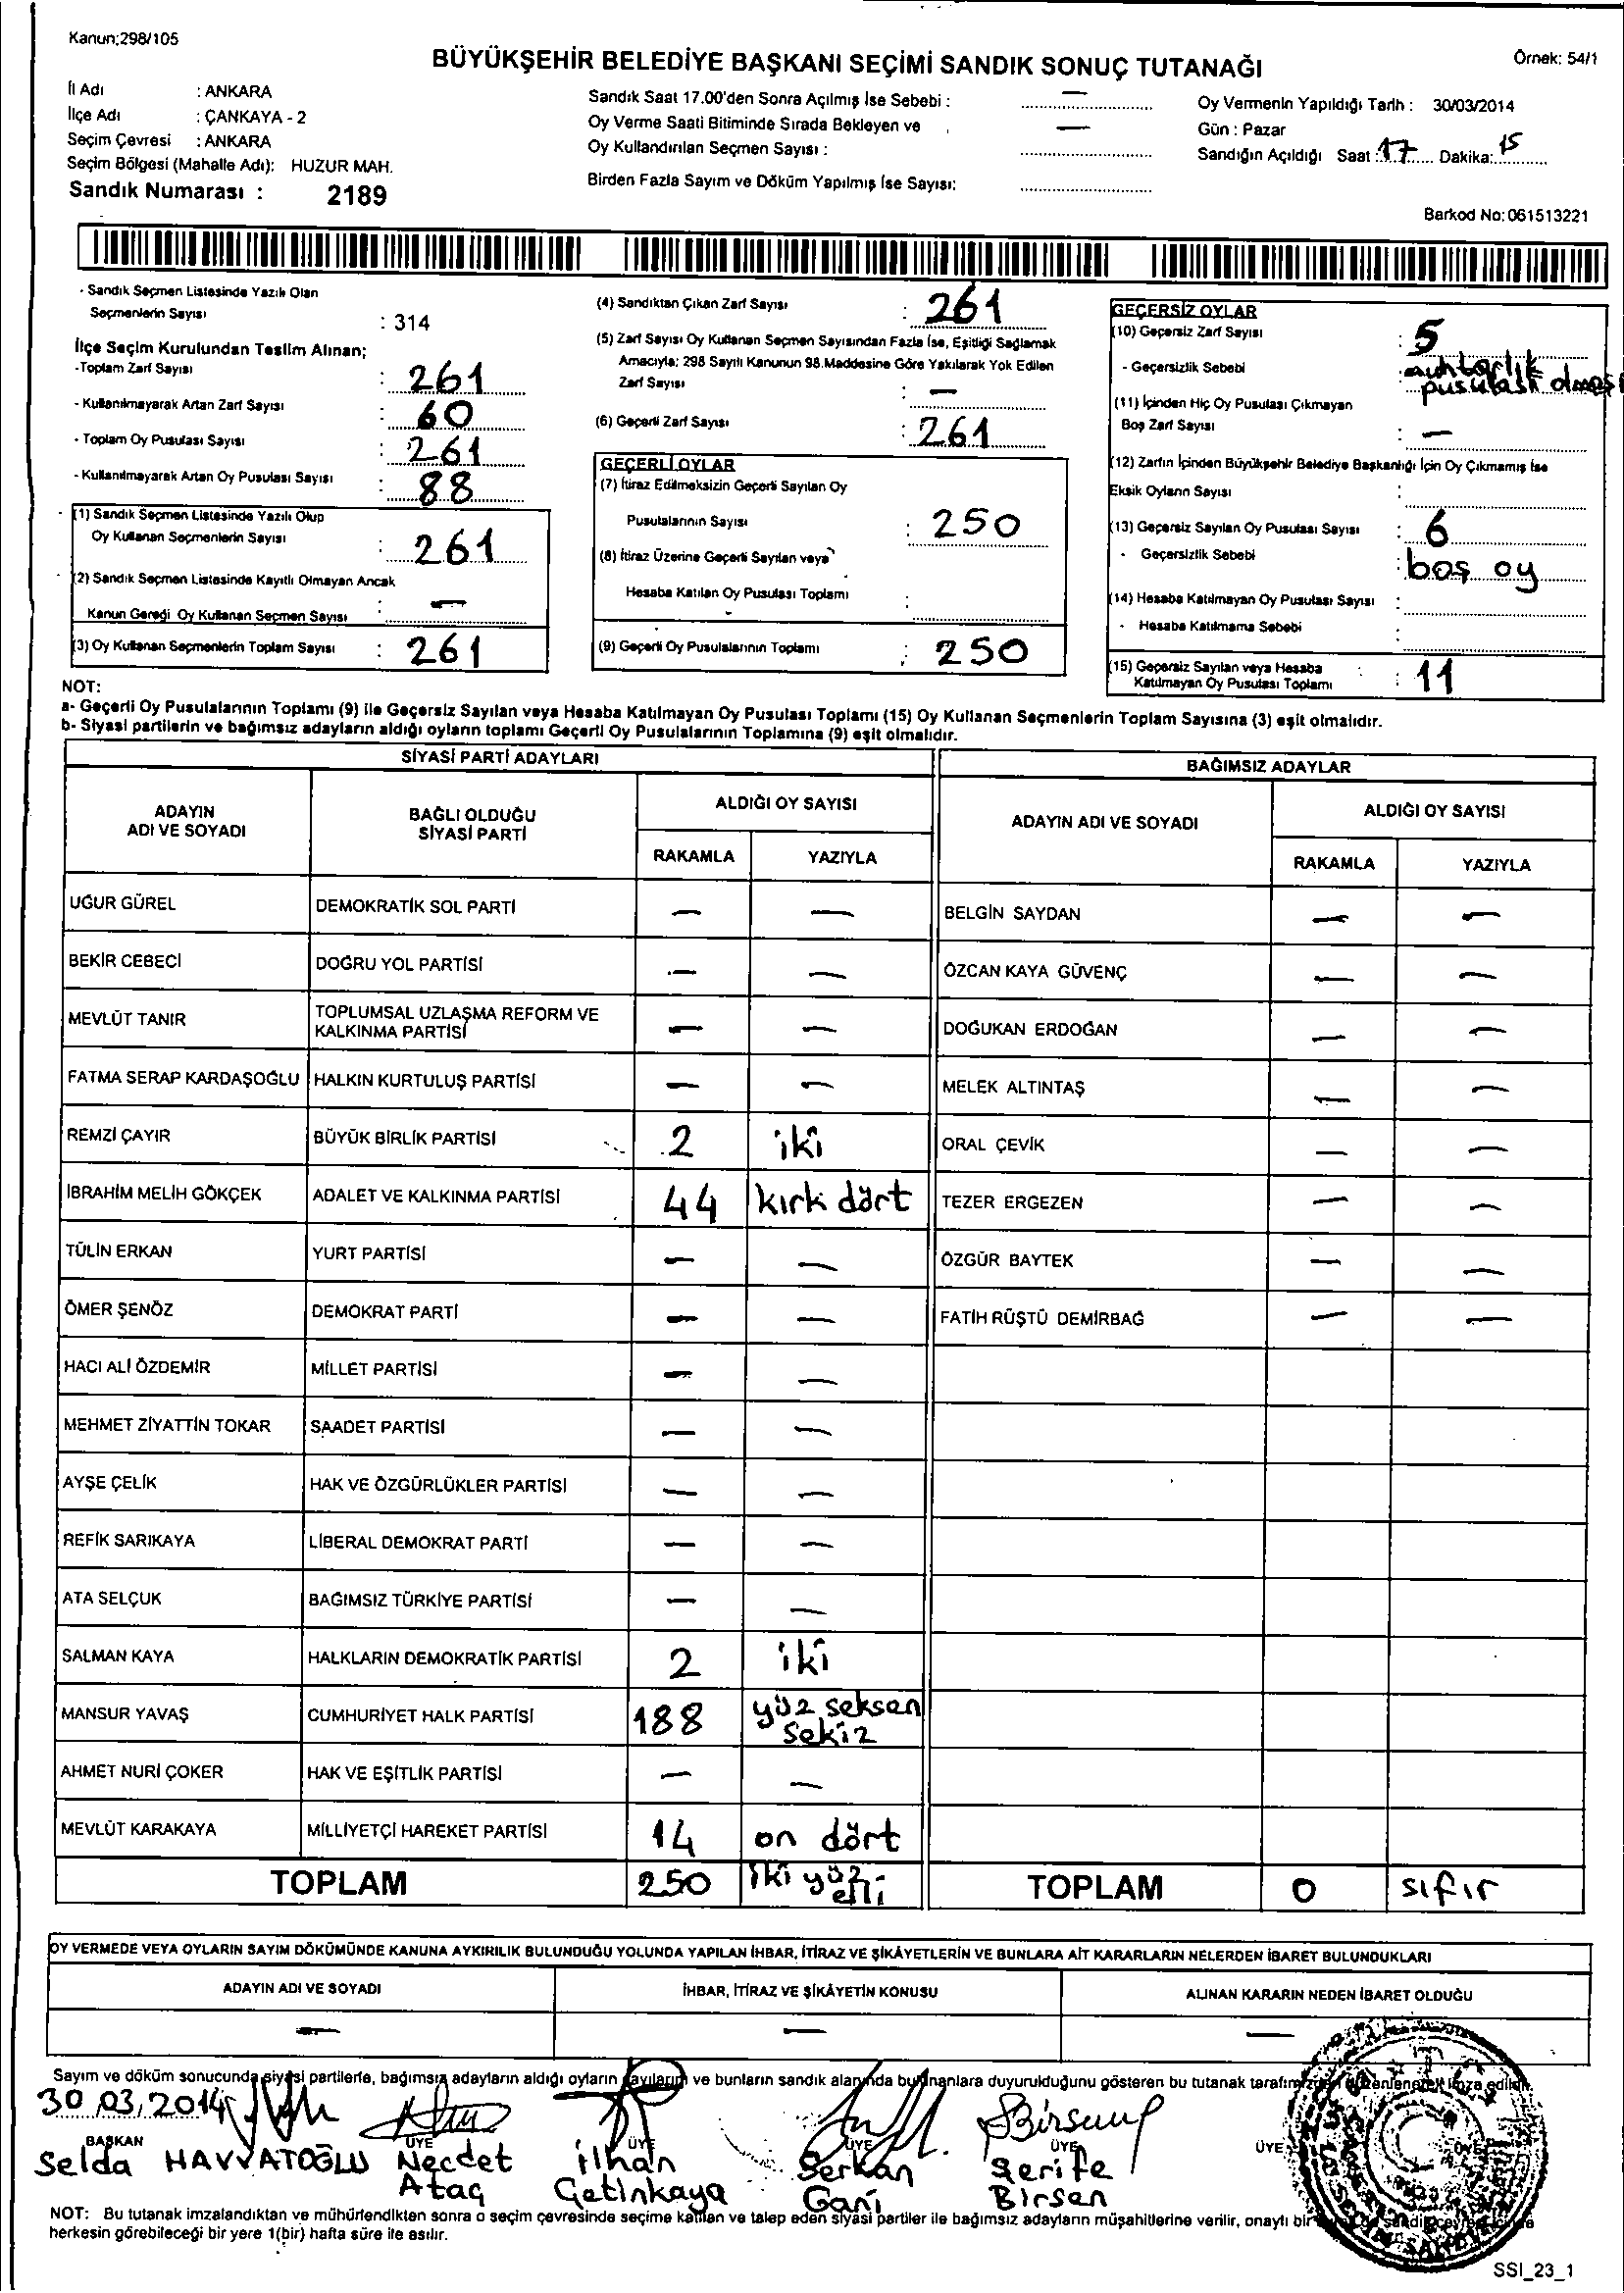 Kanun;298/105
BÜYÜKŞEHİR BELEDİYE BAŞKANI SEÇİMİ SANDIK SONUÇ TUTANAĞI
Örnek: 54/1
İl Adı : ANKARA
İlçe Adı : ÇANKAYA - 2
Seçim Çevresi : ANKARA
Seçim Bölgesi (Mahalle Adı): HUZUR MAH.
Sandık Numarası : 2189
Sandık Saat 17.00'den Sonra Açılmış İse Sebebi : —
Oy Verme Saati Bitiminde Sırada Bekleyen ve
Oy Kullandırılan Seçmen Sayısı : —
Birden Fazla Sayım ve Döküm Yapılmış İse Sayısı:
Oy Vermenin Yapıldığı Tarih : 30/03/2014
Gün : Pazar
Sandığın Açıldığı Saat : 17 Dakika: 15
Barkod No: 061513221
- Sandık Seçmen Listesinde Yazılı Olan
Seçmenlerin Sayısı : 314
İlçe Seçim Kurulundan Teslim Alınan;
-Toplam Zarf Sayısı : 261
- Kullanılmayarak Artan Zarf Sayısı : 60
- Toplam Oy Pusulası Sayısı : 261
- Kullanılmayarak Artan Oy Pusulası Sayısı : 88
(1) Sandık Seçmen Listesinde Yazılı Olup
Oy Kullanan Seçmenlerin Sayısı : 261
(2) Sandık Seçmen Listesinde Kayıtlı Olmayan Ancak
Kanun Gereği Oy Kullanan Seçmen Sayısı : —
(3) Oy Kullanan Seçmenlerin Toplam Sayısı : 261
(4) Sandıktan Çıkan Zarf Sayısı : 261
(5) Zarf Sayısı Oy Kullanan Seçmen Sayısından Fazla İse, Eşitliği Sağlamak
Amacıyla; 298 Sayılı Kanunun 98.Maddesine Göre Yakılarak Yok Edilen
Zarf Sayısı : —
(6) Geçerli Zarf Sayısı : 261
GEÇERLİ OYLAR
(7) İtiraz Edilmeksizin Geçerli Sayılan Oy
Pusulalarının Sayısı : 250
(8) İtiraz Üzerine Geçerli Sayılan veya
Hesaba Katılan Oy Pusulası Toplamı :
(9) Geçerli Oy Pusulalarının Toplamı : 250
GEÇERSİZ OYLAR
(10) Geçersiz Zarf Sayısı : 5
- Geçersizlik Sebebi : muhtarlık
pusulası
(11) İçinden Hiç Oy Pusulası Çıkmayan
Boş Zarf Sayısı : —
(12) Zarfın İçinden Büyükşehir Belediye Başkanlığı İçin Oy Çıkmamış İse
Eksik Oyların Sayısı :
(13) Geçersiz Sayılan Oy Pusulası Sayısı : 6
- Geçersizlik Sebebi : boş oy
(14) Hesaba Katılmayan Oy Pusulası Sayısı :
- Hesaba Katılmama Sebebi :
(15) Geçersiz Sayılan veya Hesaba
Katılmayan Oy Pusulası Toplamı : 11
NOT:
a- Geçerli Oy Pusulalarının Toplamı (9) ile Geçersiz Sayılan veya Hesaba Katılmayan Oy Pusulası Toplamı (15) Oy Kullanan Seçmenlerin Toplam Sayısına (3) eşit olmalıdır.
b- Siyasi partilerin ve bağımsız adayların aldığı oyların toplamı Geçerli Oy Pusulalarının Toplamına (9) eşit olmalıdır.
SİYASİ PARTİ ADAYLARI
BAĞIMSIZ ADAYLAR
ADAYIN ADI VE SOYADI
BAĞLI OLDUĞU SİYASİ PARTİ
ALDIĞI OY SAYISI
ADAYIN ADI VE SOYADI
ALDIĞI OY SAYISI
RAKAMLA YAZIYLA RAKAMLA YAZIYLA
UĞUR GÜREL DEMOKRATİK SOL PARTİ — — BELGİN SAYDAN — —
BEKİR CEBECİ DOĞRU YOL PARTİSİ — — ÖZCAN KAYA GÜVENÇ — —
MEVLÜT TANIR TOPLUMSAL UZLAŞMA REFORM VE KALKINMA PARTİSİ — — DOĞUKAN ERDOĞAN — —
FATMA SERAP KARDAŞOĞLU HALKIN KURTULUŞ PARTİSİ — — MELEK ALTINTAŞ — —
REMZİ ÇAYIR BÜYÜK BİRLİK PARTİSİ 2 iki ORAL ÇEVİK — —
İBRAHİM MELİH GÖKÇEK ADALET VE KALKINMA PARTİSİ 44 kırk dört TEZER ERGEZEN — —
TÜLİN ERKAN YURT PARTİSİ — — ÖZGÜR BAYTEK — —
ÖMER ŞENÖZ DEMOKRAT PARTİ — — FATİH RÜŞTÜ DEMİRBAĞ — —
HACI ALİ ÖZDEMİR MİLLET PARTİSİ — —
MEHMET ZİYATTİN TOKAR SAADET PARTİSİ — —
AYŞE ÇELİK HAK VE ÖZGÜRLÜKLER PARTİSİ — —
REFİK SARIKAYA LİBERAL DEMOKRAT PARTİ — —
ATA SELÇUK BAĞIMSIZ TÜRKİYE PARTİSİ — —
SALMAN KAYA HALKLARIN DEMOKRATİK PARTİSİ 2 iki
MANSUR YAVAŞ CUMHURİYET HALK PARTİSİ 188 yüz seksen sekiz
AHMET NURİ ÇOKER HAK VE EŞİTLİK PARTİSİ — —
MEVLÜT KARAKAYA MİLLİYETÇİ HAREKET PARTİSİ 14 on dört
TOPLAM 250 iki yüz elli TOPLAM 0 sıfır
OY VERMEDE VEYA OYLARIN SAYIM DÖKÜMÜNDE KANUNA AYKIRILIK BULUNDUĞU YOLUNDA YAPILAN İHBAR, İTİRAZ VE ŞİKÂYETLERİN VE BUNLARA AİT KARARLARIN NELERDEN İBARET BULUNDUKLARI
ADAYIN ADI VE SOYADI İHBAR, İTİRAZ VE ŞİKÂYETİN KONUSU ALINAN KARARIN NEDEN İBARET OLDUĞU
— — —
Sayım ve döküm sonucunda siyasi partilerle, bağımsız adayların aldığı oyların sayılarını ve bunların sandık alanında bulunanlara duyurulduğunu gösteren bu tutanak tarafımızdan düzenlenerek imza edildi.
30.03.2014
BAŞKAN ÜYE ÜYE ÜYE ÜYE ÜYE ÜYE
Selda HAVVATOĞLU Necdet Ataç İlhan Çetinkaya Serkan Gani Şerife Birsen
NOT: Bu tutanak imzalandıktan ve mühürlendikten sonra o seçim çevresinde seçime katılan ve talep eden siyasi partiler ile bağımsız adayların müşahitlerine verilir, onaylı bir
herkesin görebileceği bir yere 1(bir) hafta süre ile asılır.
SSI_23_1